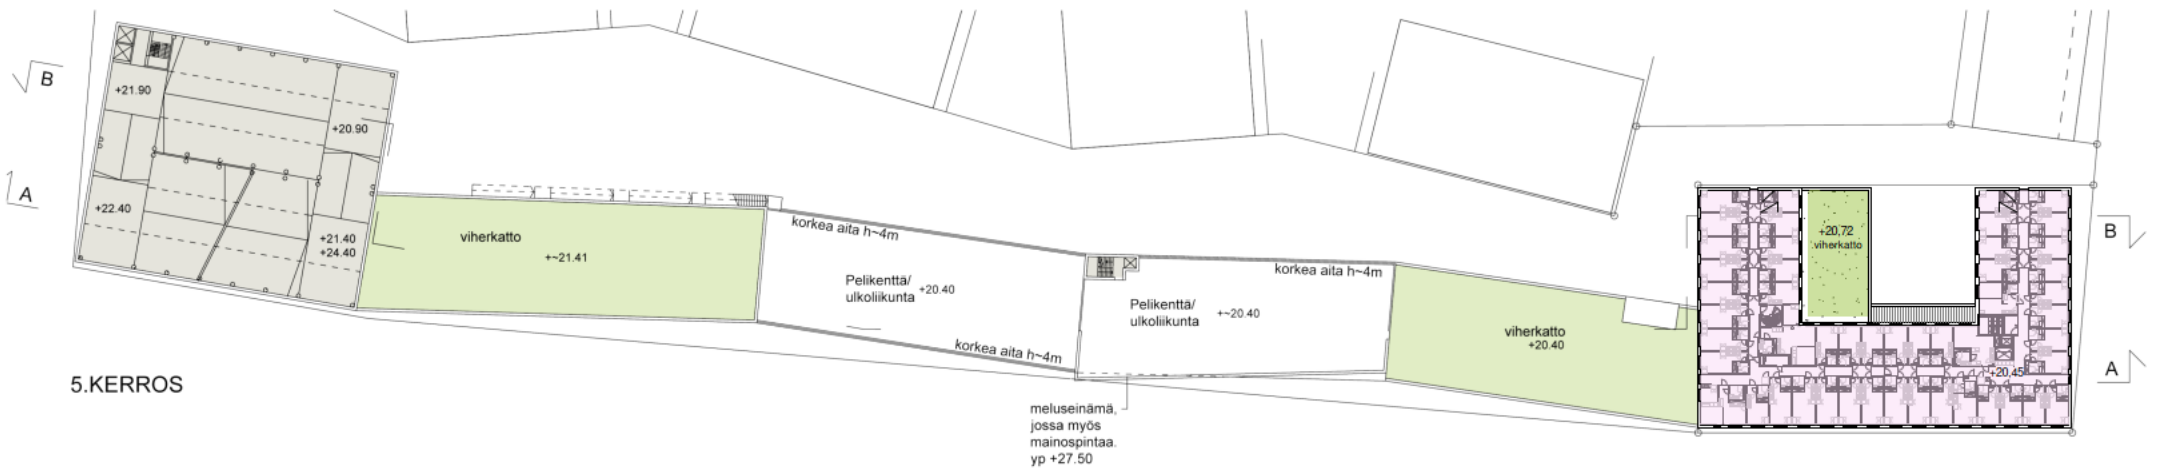 B
+21.90
+20.90
A
+22.40
+21.40
+24.40
viherkatto
+~21.41
korkea aita h~4m
Pelikenttä/
ulkoliikunta
+20.40
korkea aita h~4m
korkea aita h~4m
Pelikenttä/
ulkoliikunta
+~20.40
viherkatto
+20.40
+20,72
viherkatto
B
+20,45
A
5.KERROS
meluseinämä,
jossa myös
mainospintaa.
yp +27.50